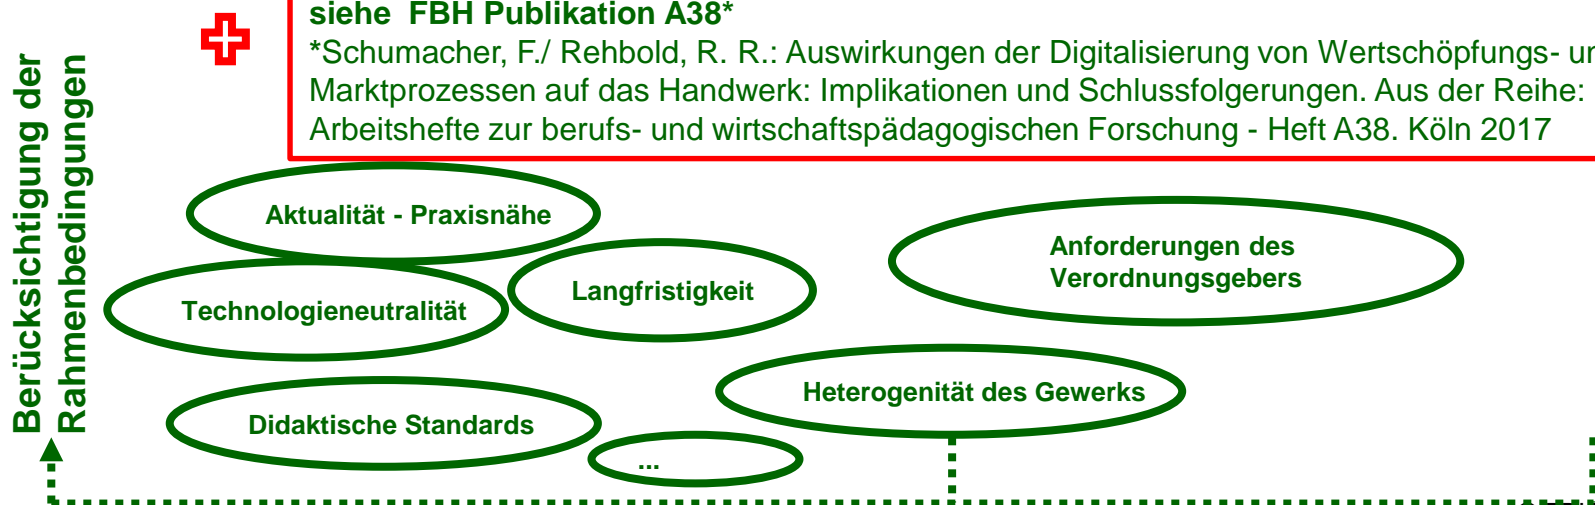 siehe FBH Publikation A38*
*Schumacher, F./ Rehbold, R. R.: Auswirkungen der Digitalisierung von Wertschöpfungs-
Marktprozessen auf das Handwerk: Implikationen und Schlussfolgerungen. Aus der Reihe:
Arbeitshefte zur berufs- und wirtschaftspädagogischen Forschung - Heft A38. Köln 2017
Berücksichtigung der
Rahmenbedingungen
Aktualität - Praxisnähe
Anforderungen des
Verordnungsgebers
Langfristigkeit
Technologieneutralität
Heterogenität des Gewerks
Didaktische Standards
...